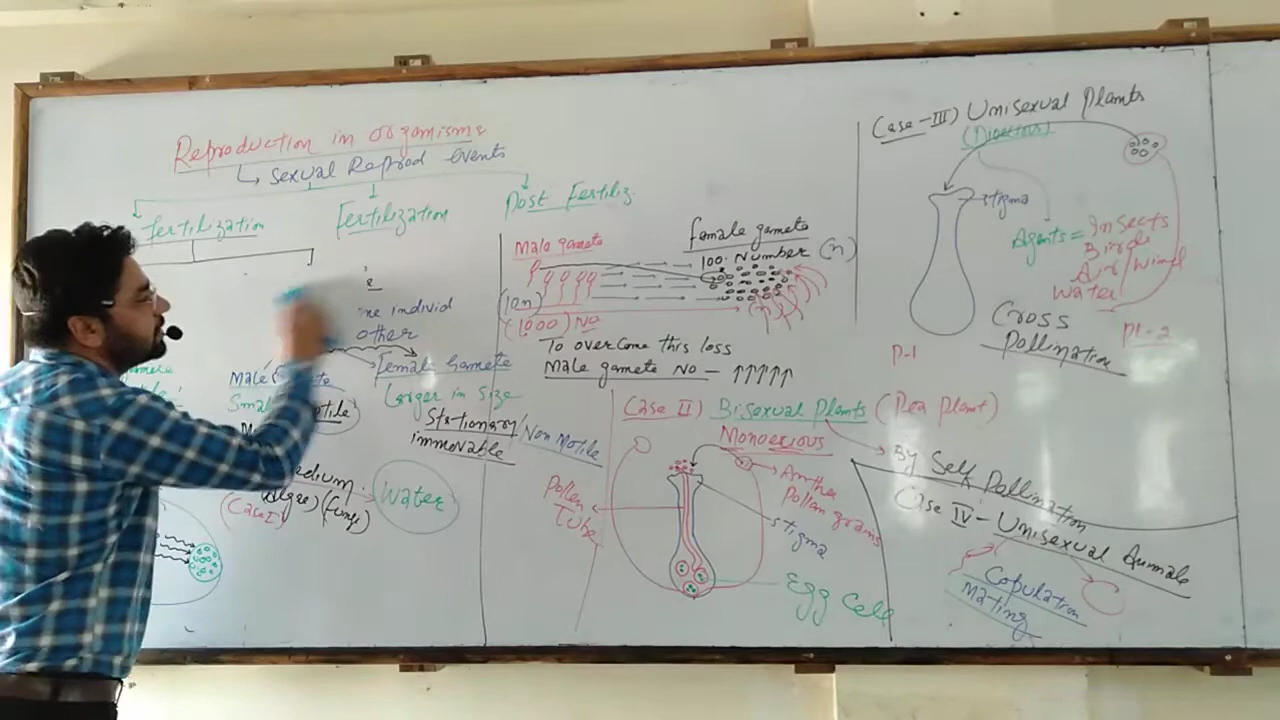 Reproduction in organisms
↳ Sexual Reprod Events
fertilization
Fertilization
Post Fertiliz.
individ
other
Male
Female Gamete
Small
Larger in size
Stationary / Non Motile
immovable
(Case I)
(Algae) (fungi)
Water
Male gamete
female gamete
100. Number (n)
(1000) No
To overcome this loss
Male gamete No – ↑↑↑↑↑
Case II) Bisexual Plants (Pea plant)
Monoecious
By Self Pollination
Anther
Pollen grains
Pollen
Tube
stigma
Egg Cell
Case-III) Unisexual Plants
(Dioecious)
stigma
Agents = Insects
Birds
Air/Wind
Water
Cross
Pollination
P-1
Pl-2
Case IV – Unisexual Animals
Copulation
Mating